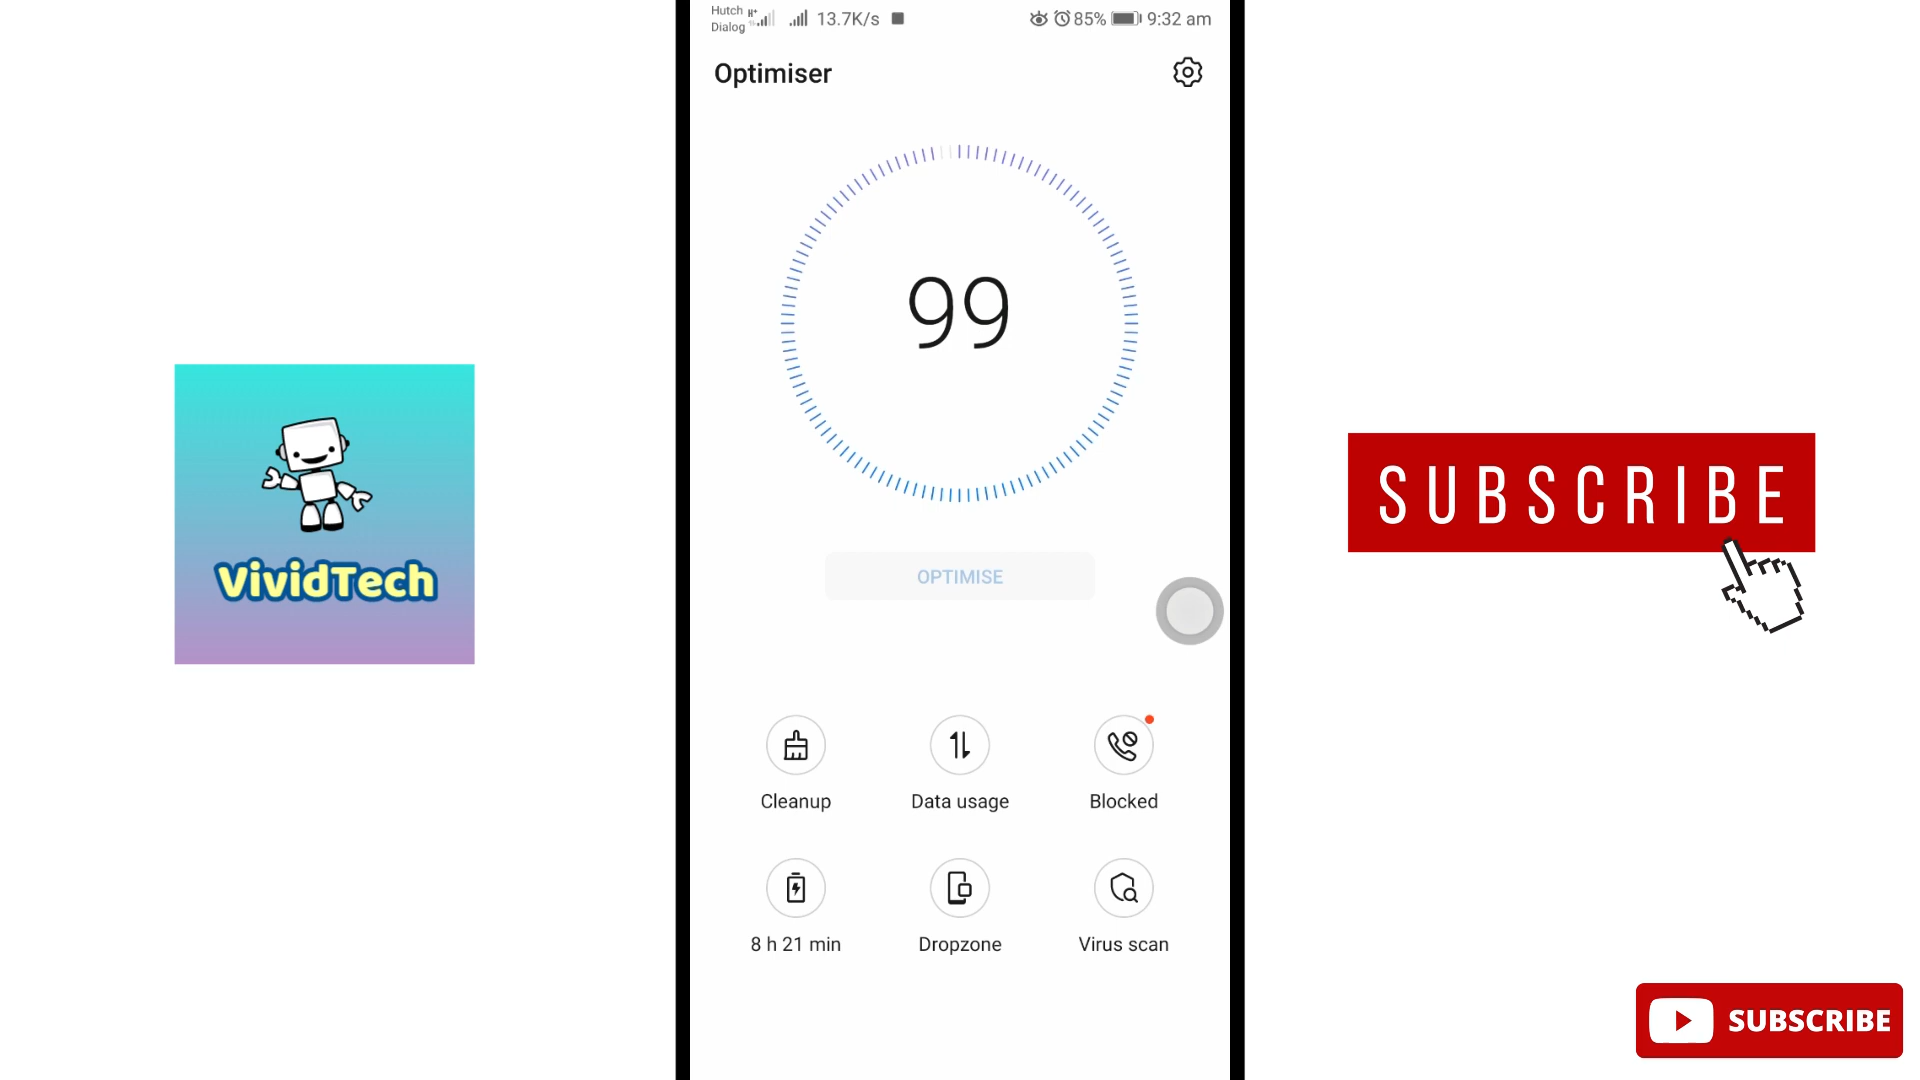 Hutch
Dialog
H+
13.7K/s
85%
9:32 am
Optimiser
99
OPTIMISE
VividTech
SUBSCRIBE
Cleanup
Data usage
Blocked
8 h 21 min
Dropzone
Virus scan
SUBSCRIBE